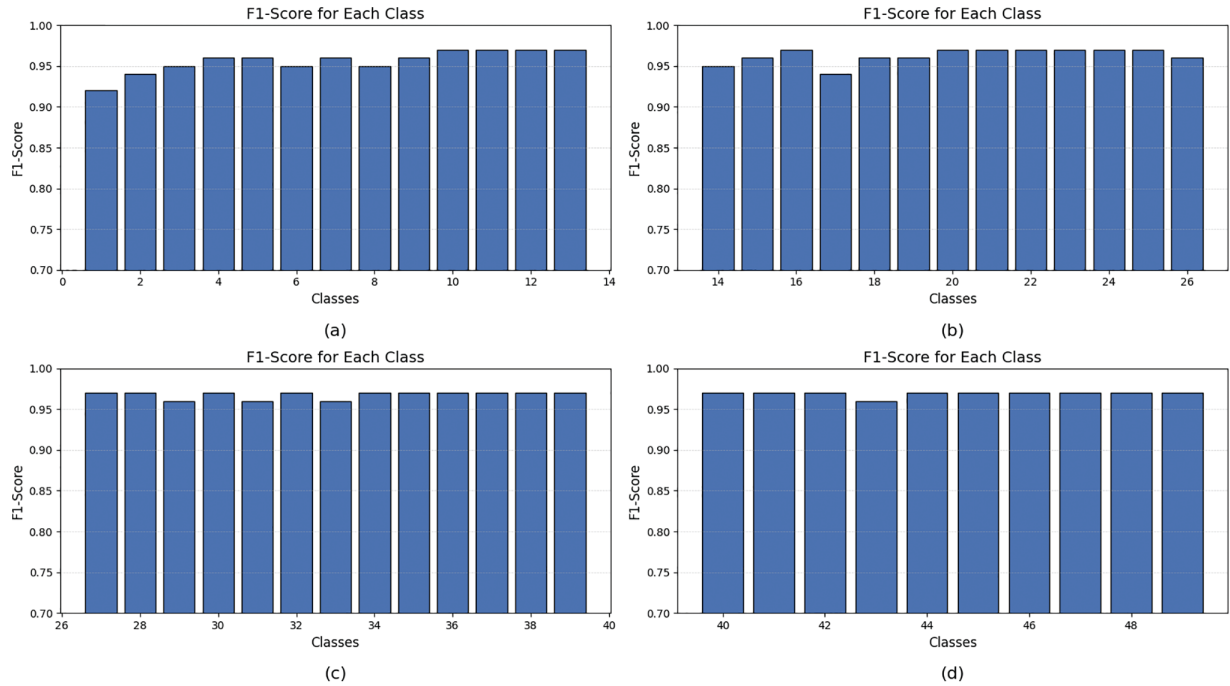 F1-Score for Each Class
1.00
0.95
0.90
0.85
0.80
0.75
0.70
F1-Score
0 2 4 6 8 10 12 14
Classes
(a)
F1-Score for Each Class
1.00
0.95
0.90
0.85
0.80
0.75
0.70
F1-Score
14 16 18 20 22 24 26
Classes
(b)
F1-Score for Each Class
1.00
0.95
0.90
0.85
0.80
0.75
0.70
F1-Score
26 28 30 32 34 36 38 40
Classes
(c)
F1-Score for Each Class
1.00
0.95
0.90
0.85
0.80
0.75
0.70
F1-Score
40 42 44 46 48
Classes
(d)